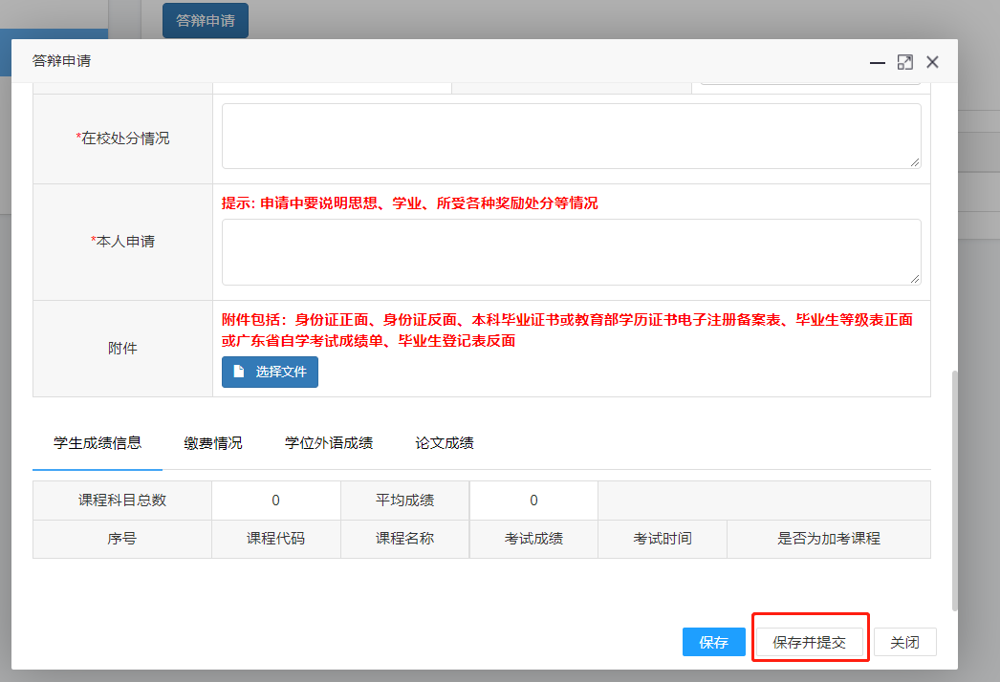 答辩申请
答辩申请
*在校处分情况
提示: 申请中要说明思想、学业、所受各种奖励处分等情况
*本人申请
附件包括：身份证正面、身份证反面、本科毕业证书或教育部学历证书电子注册备案表、毕业生等级表正面
或广东省自学考试成绩单、毕业生登记表反面
附件
选择文件
学生成绩信息 缴费情况 学位外语成绩 论文成绩
课程科目总数 0 平均成绩 0
序号 课程代码 课程名称 考试成绩 考试时间 是否为加考课程
保存 保存并提交 关闭